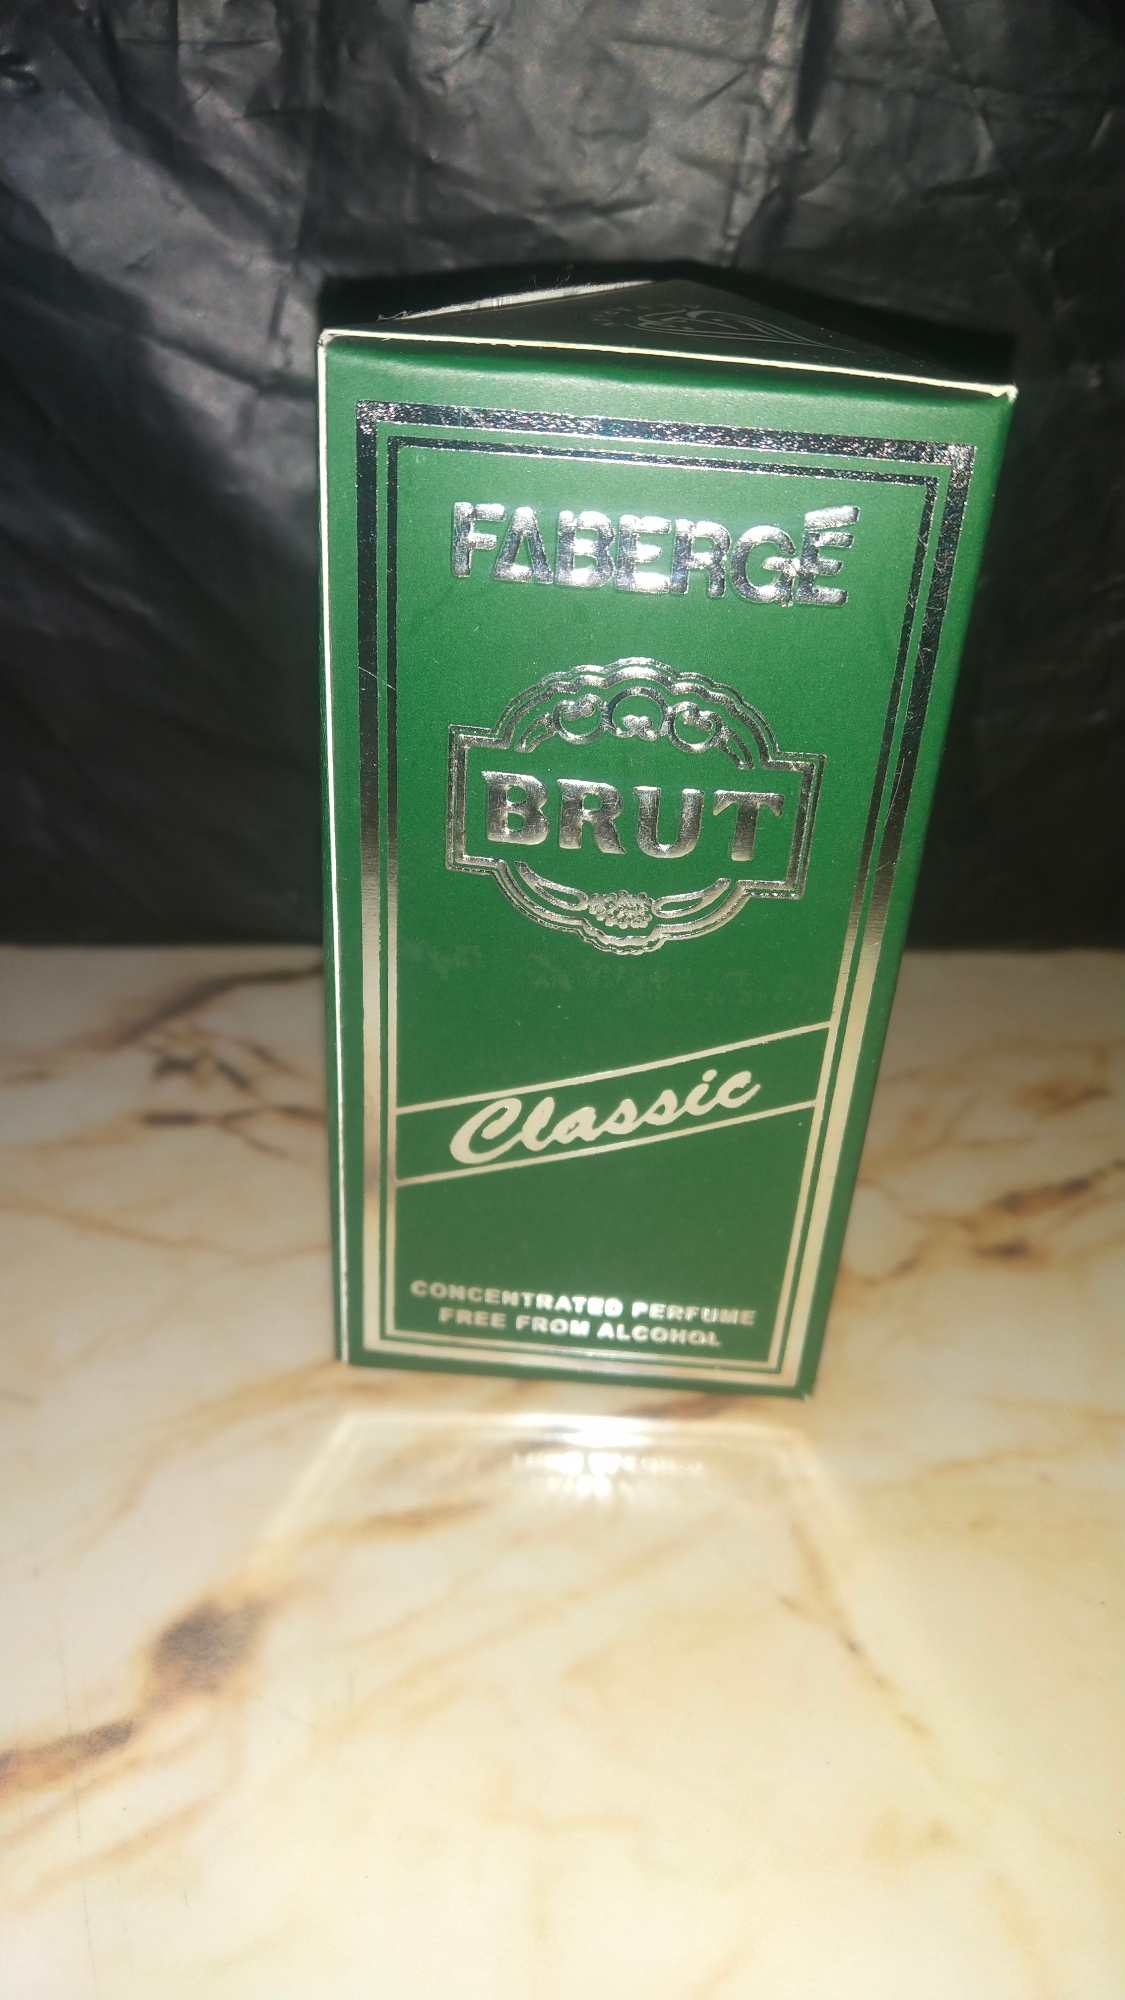 FABERGÉ
BRUT
Classic
CONCENTRATED PERFUME
FREE FROM ALCOHOL